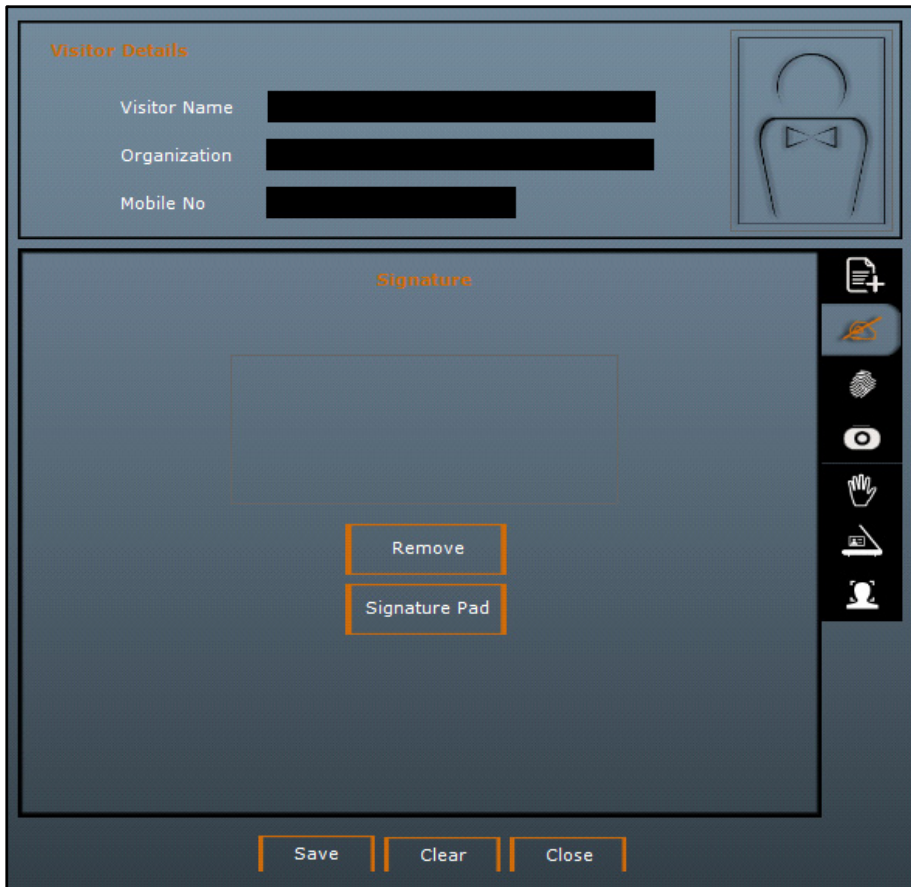 Visitor Details
Visitor Name
Organization
Mobile No
Signature
Remove
Signature Pad
Save Clear Close